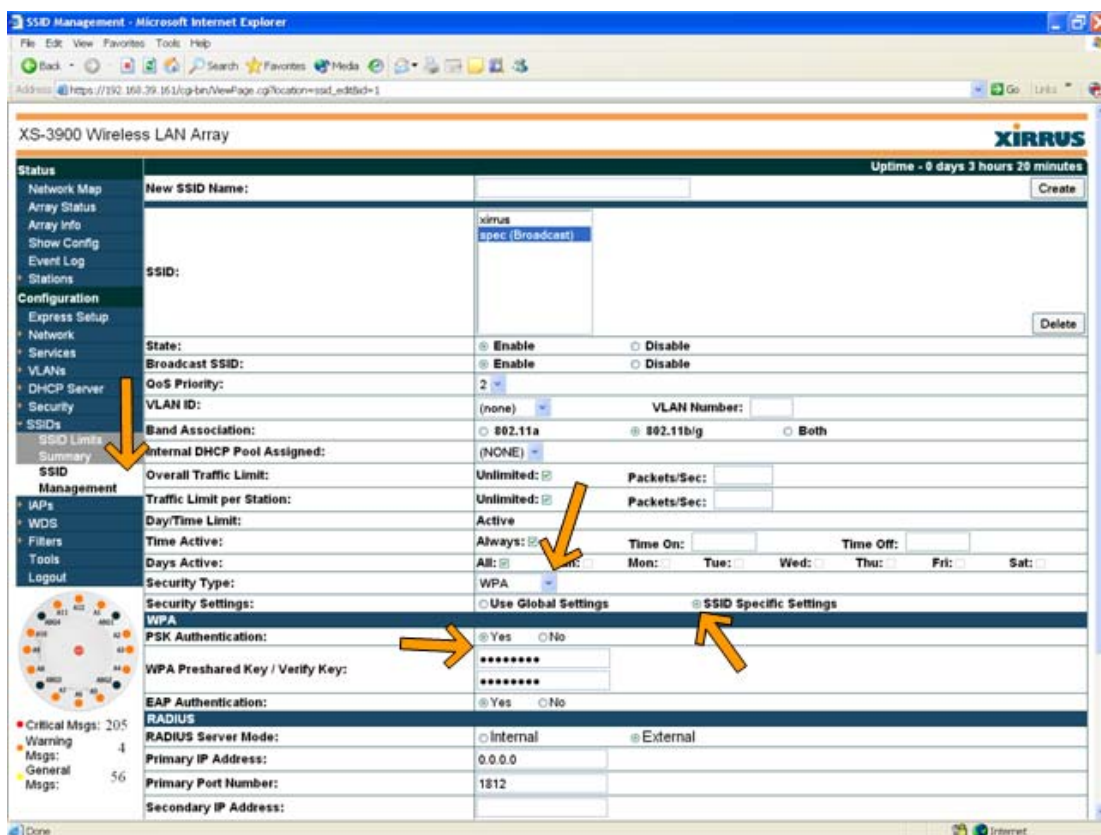 SSID Management - Microsoft Internet Explorer
File Edit View Favorites Tools Help
Back Search Favorites Media
Address https://192.168.39.161/cgi-bin/ViewPage.cgi?location=ssid_edit&id=1 Go Links
XS-3900 Wireless LAN Array
XIRRUS
Uptime - 0 days 3 hours 20 minutes
Status
Network Map
Array Status
Array Info
Show Config
Event Log
Stations
Configuration
Express Setup
Network
Services
VLANs
DHCP Server
Security
SSIDs
SSID Limits
Summary
SSID
Management
IAPs
WDS
Filters
Tools
Logout
Critical Msgs: 205
Warning
Msgs: 4
General
Msgs: 56
New SSID Name: Create
SSID:
xirrus
spec (Broadcast)
Delete
State: Enable Disable
Broadcast SSID: Enable Disable
QoS Priority: 2
VLAN ID: (none) VLAN Number:
Band Association: 802.11a 802.11b/g Both
Internal DHCP Pool Assigned: (NONE)
Overall Traffic Limit: Unlimited: Packets/Sec:
Traffic Limit per Station: Unlimited: Packets/Sec:
Day/Time Limit: Active
Time Active: Always: Time On: Time Off:
Days Active: All: Mon: Tue: Wed: Thu: Fri: Sat:
Security Type: WPA
Security Settings: Use Global Settings SSID Specific Settings
WPA
PSK Authentication: Yes No
WPA Preshared Key / Verify Key:
EAP Authentication: Yes No
RADIUS
RADIUS Server Mode: Internal External
Primary IP Address: 0.0.0.0
Primary Port Number: 1812
Secondary IP Address:
Done Internet